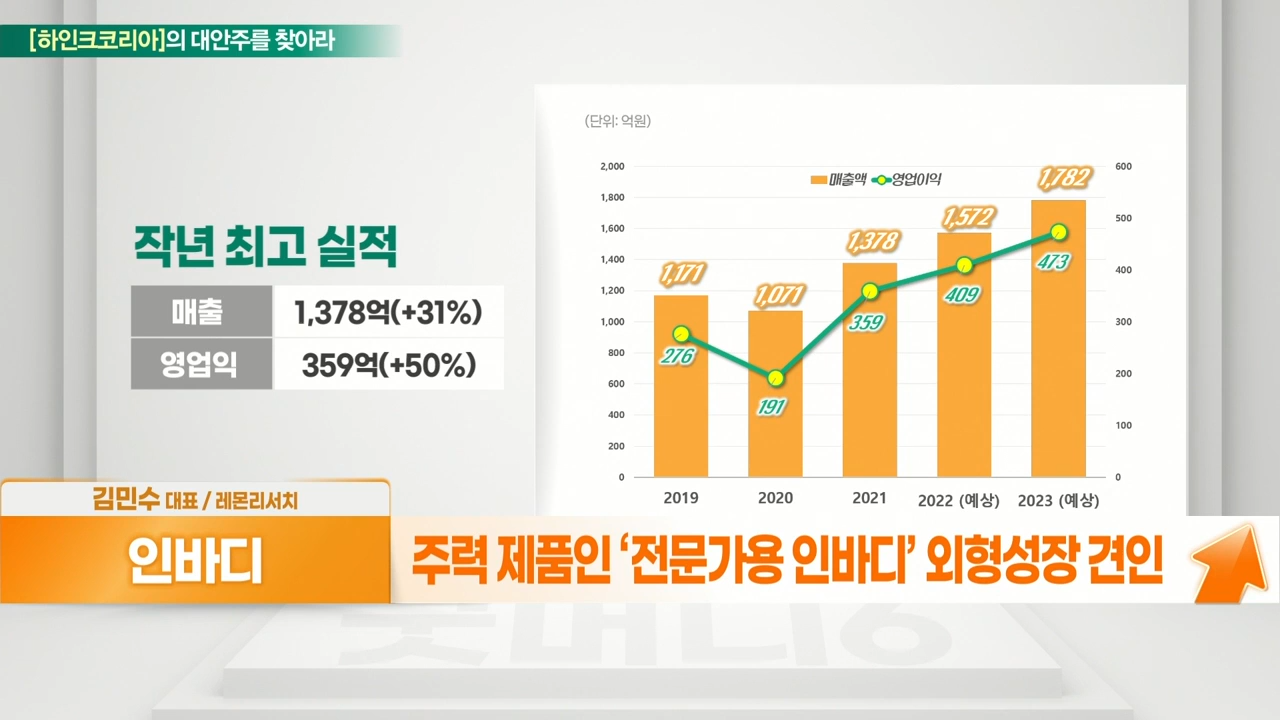 [하인크코리아]의 대안주를 찾아라
작년 최고 실적
매출 1,378억(+31%)
영업익 359억(+50%)
(단위: 억원)
매출액 영업이익
2,000 600
1,800
1,600 500
1,400 400
1,200
1,000 300
800
600 200
400 100
200
0 0
1,171 1,071 1,378 1,572 1,782
276 191 359 409 473
2019 2020 2021 2022 (예상) 2023 (예상)
김민수 대표 / 레몬리서치
인바디
주력 제품인 ‘전문가용 인바디’ 외형성장 견인